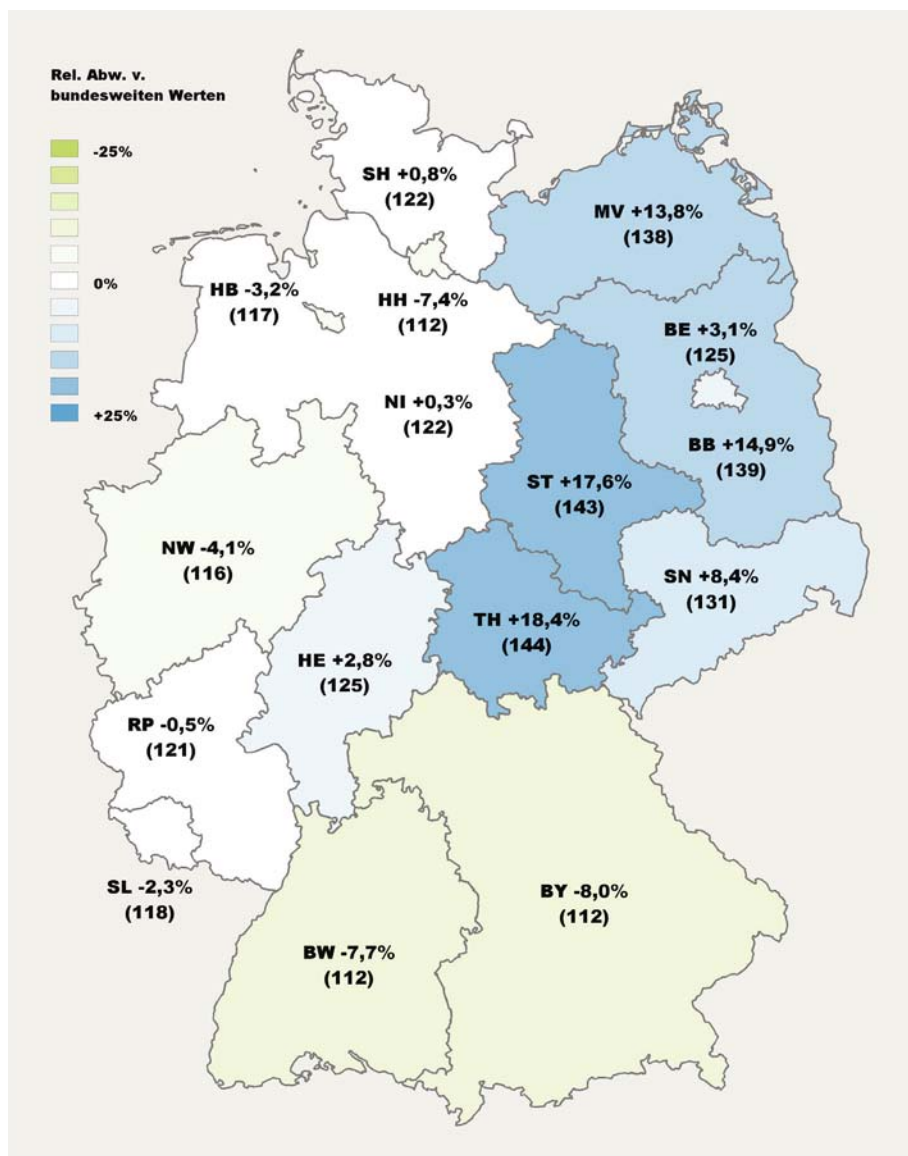 Rel. Abw. v.
bundesweiten Werten
-25%
0%
+25%
SH +0,8%
(122)
MV +13,8%
(138)
HB -3,2%
(117)
HH -7,4%
(112)
BE +3,1%
(125)
NI +0,3%
(122)
BB +14,9%
(139)
ST +17,6%
(143)
NW -4,1%
(116)
SN +8,4%
(131)
TH +18,4%
(144)
HE +2,8%
(125)
RP -0,5%
(121)
SL -2,3%
(118)
BY -8,0%
(112)
BW -7,7%
(112)